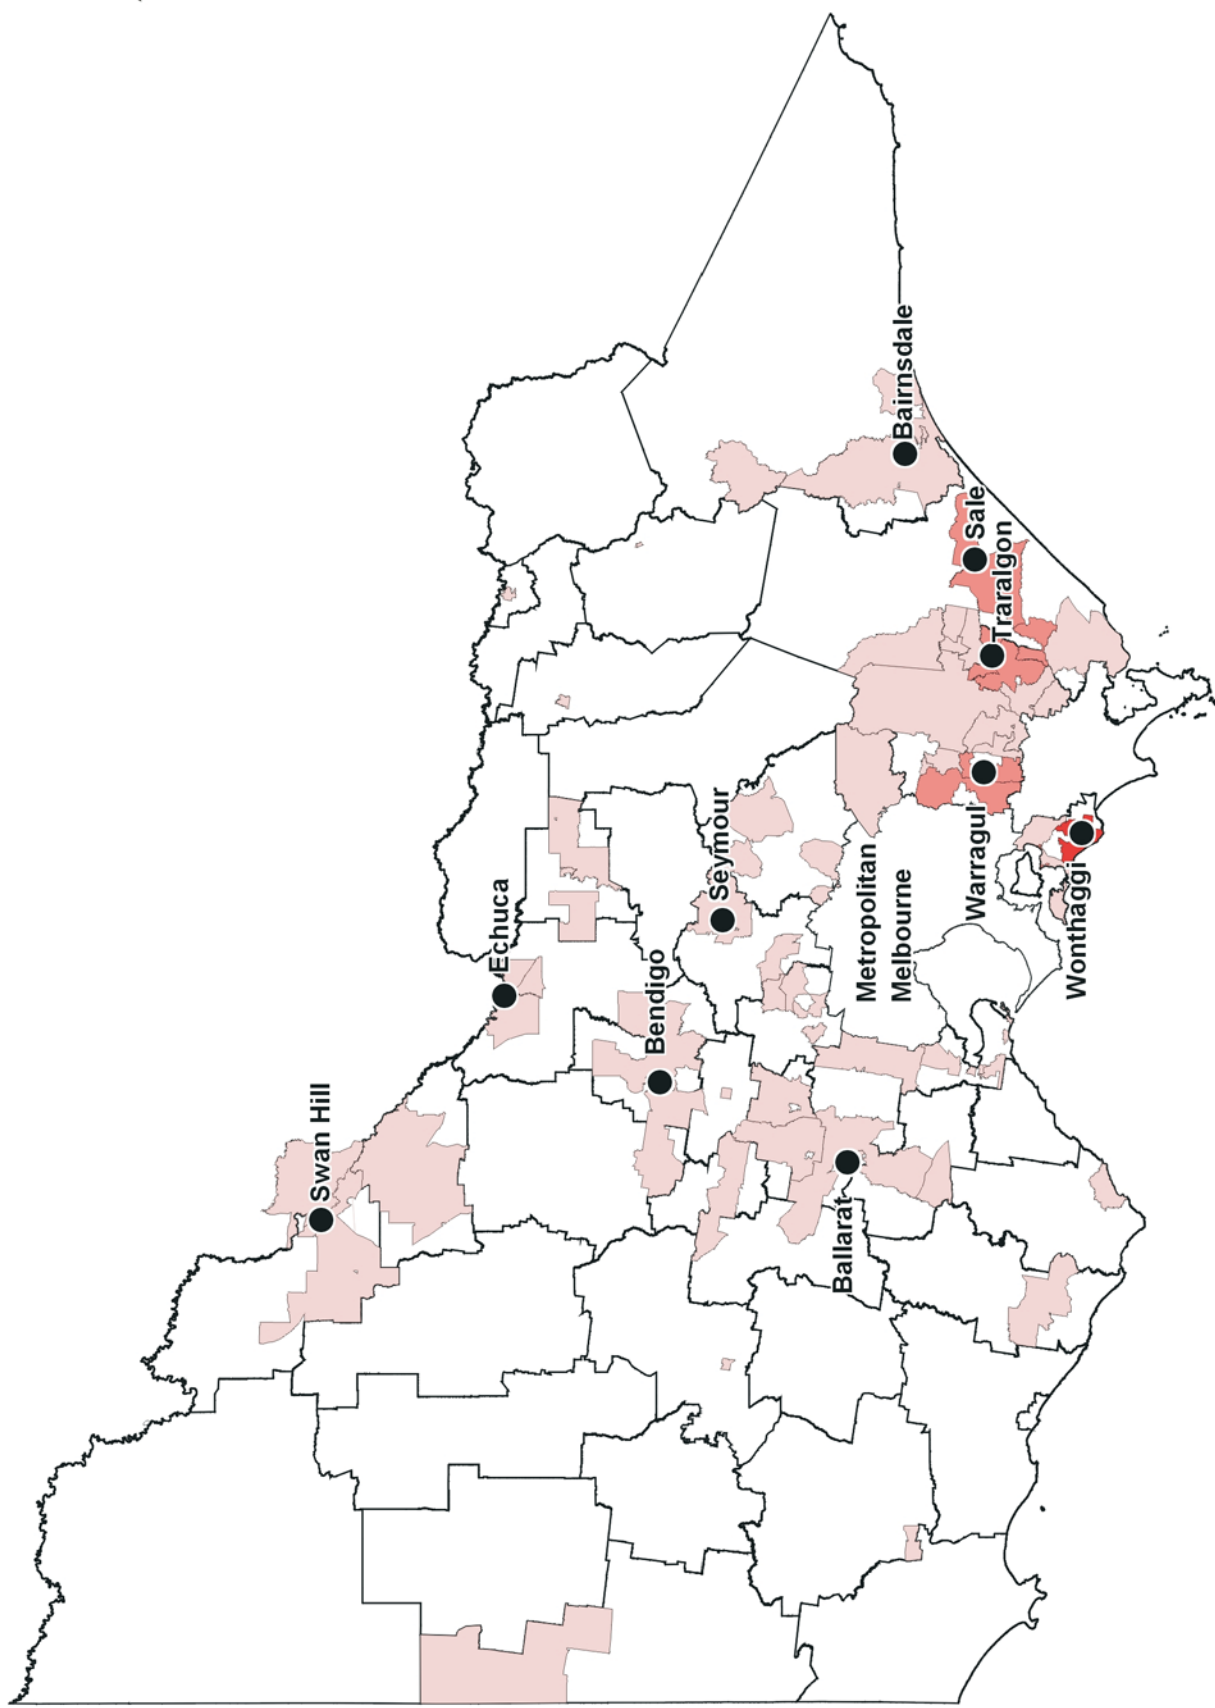 Swan Hill
Echuca
Bendigo
Seymour
Ballarat
Metropolitan
Melbourne
Warragul
Wonthaggi
Traralgon
Sale
Bairnsdale